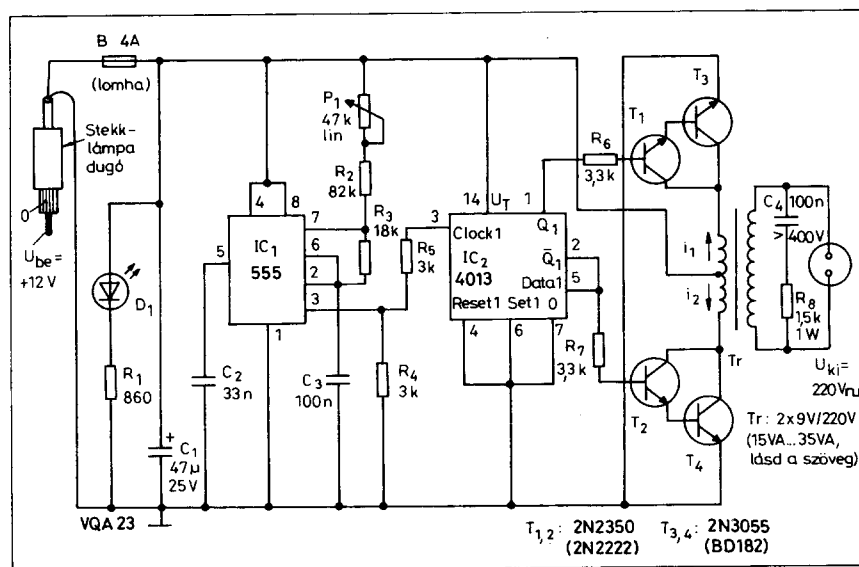 B 4A
(lomha)
Stekk-
lámpa
dugó
0
U be =
+12 V
D1
R1
860
C1
47µ
25V
+
VQA 23
4
8
7
6
2
3
5
1
IC1
555
C2
33n
C3
100n
P1
47k
lin
R2
82k
R3
18k
R5
3k
R4
3k
3
14
UT
1
Clock1
Q1
IC2
4013
Q̅1
2
Data1
5
Reset1
Set1
0
4
6
7
R6
3,3k
R7
3,3k
T1
T3
T2
T4
i1
i2
Tr
C4
100n
> 400V
R8
1,5k
1 W
Uki=
220V
Tr: 2x9V/220V
(15VA...35VA,
lásd a szöveg)
T1,2: 2N2350
(2N2222)
T3,4: 2N3055
(BD182)